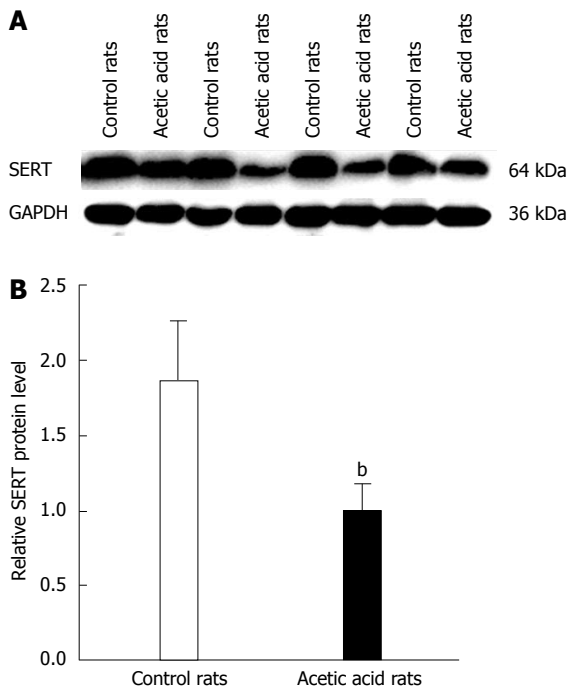 A
Control rats
Acetic acid rats
Control rats
Acetic acid rats
Control rats
Acetic acid rats
Control rats
Acetic acid rats
SERT 64 kDa
GAPDH 36 kDa
B
Relative SERT protein level
2.5
2.0
1.5
1.0
0.5
0.0
b
Control rats Acetic acid rats